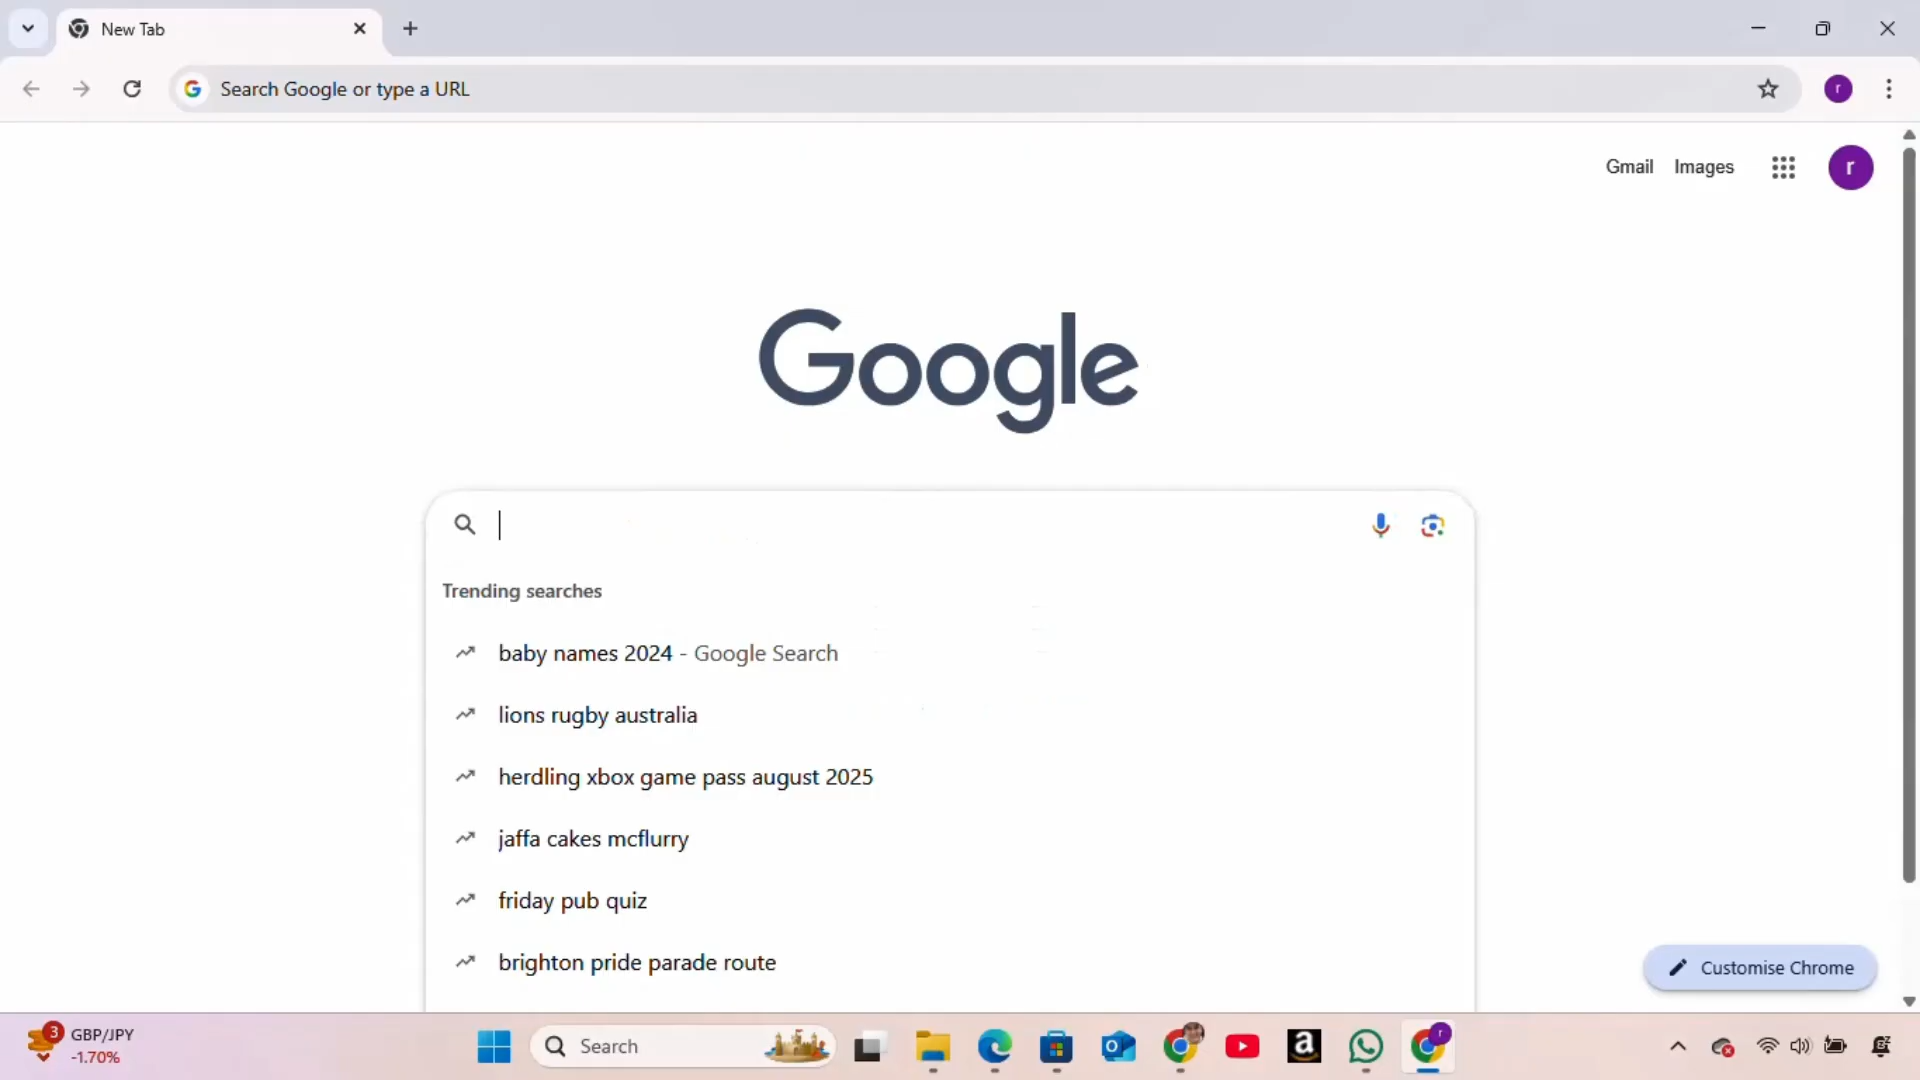 New Tab
Search Google or type a URL
r
Gmail Images
r
Google
Trending searches
baby names 2024 - Google Search
lions rugby australia
herdling xbox game pass august 2025
jaffa cakes mcflurry
friday pub quiz
brighton pride parade route
Customise Chrome
3 GBP/JPY
-1.70%
Search